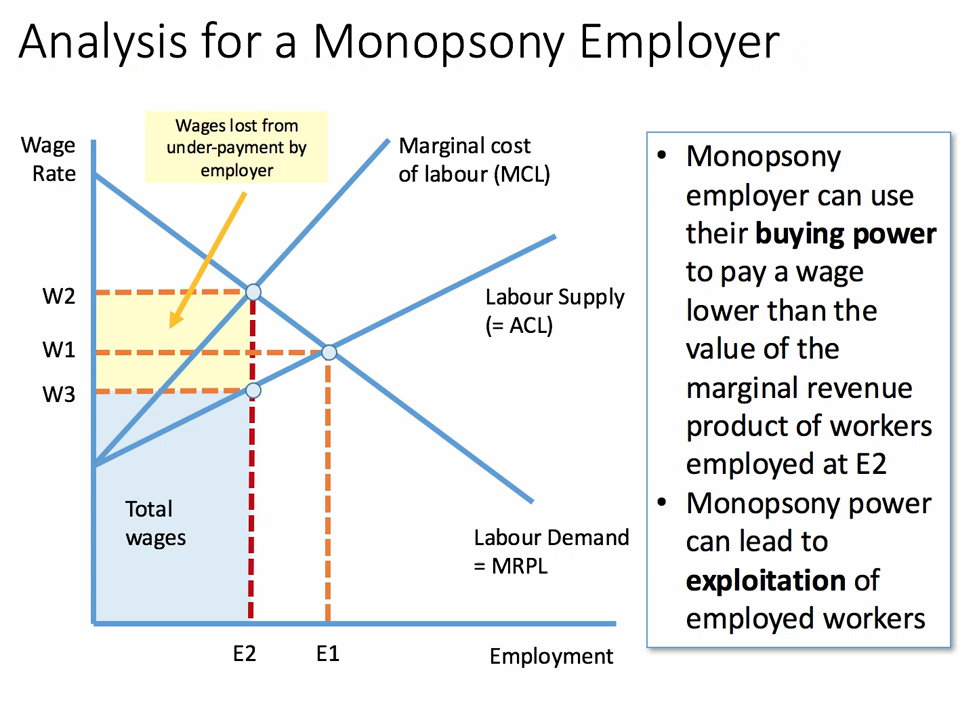 Analysis for a Monopsony Employer
Wages lost from
under-payment by
employer
Wage
Rate
Marginal cost
of labour (MCL)
W2
W1
W3
Labour Supply
(= ACL)
Total
wages
Labour Demand
= MRPL
E2
E1
Employment
• Monopsony
employer can use
their buying power
to pay a wage
lower than the
value of the
marginal revenue
product of workers
employed at E2
• Monopsony power
can lead to
exploitation of
employed workers